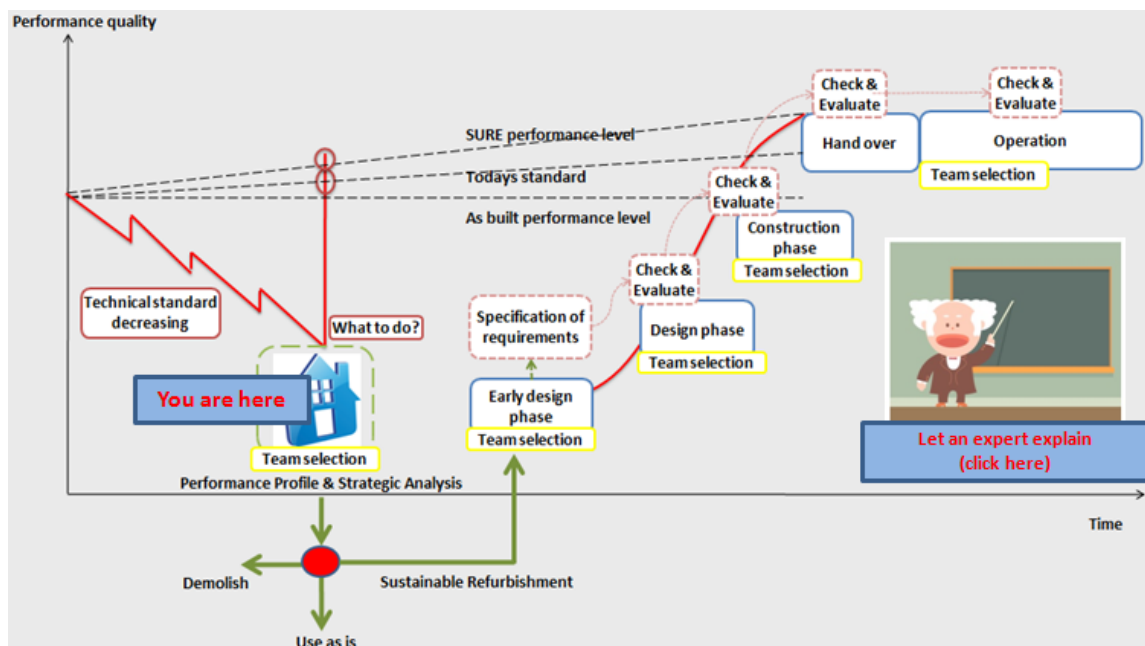 Performance quality
Check &
Evaluate
Check &
Evaluate
SURE performance level
Hand over
Operation
Todays standard
Team selection
Check &
Evaluate
As built performance level
Construction
phase
Team selection
Check &
Evaluate
Technical standard
decreasing
What to do?
Specification of
requirements
Design phase
Team selection
You are here
Early design
phase
Team selection
Team selection
Let an expert explain
(click here)
Performance Profile & Strategic Analysis
Time
Demolish
Sustainable Refurbishment
Use as is